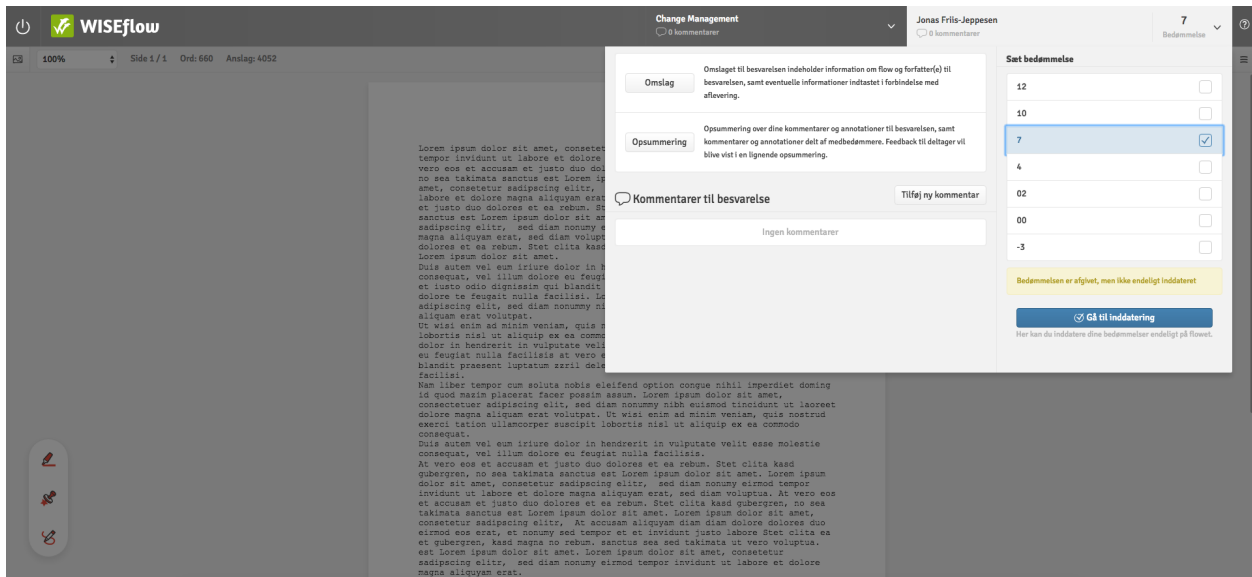 WISEflow
Change Management
0 kommentarer
Jonas Friis-Jeppesen
0 kommentarer
7
Bedømmelse
100%
Side 1 / 1 Ord: 660 Anslag: 4052
Omslag
Omslaget til besvarelsen indeholder information om flow og forfatter(e) til
besvarelsen, samt eventuelle informationer indtastet i forbindelse med
aflevering.
Opsummering
Opsummering over dine kommentarer og annotationer til besvarelsen, samt
kommentarer og annotationer delt af medbedømmere. Feedback til deltager vil
blive vist i en lignende opsummering.
Kommentarer til besvarelse
Tilføj ny kommentar
Ingen kommentarer
Sæt bedømmelse
12
10
7
4
02
00
-3
Bedømmelsen er afgivet, men ikke endeligt inddateret
Gå til inddatering
Her kan du inddatere dine bedømmelser endeligt på flowet.
Lorem ipsum dolor sit amet, consetet
tempor invidunt ut labore et dolore
vero eos et accusam et justo duo dol
no sea takimata sanctus est Lorem ip
amet, consetetur sadipscing elitr,
labore et dolore magna aliquyam erat
et justo duo dolores et ea rebum. St
sanctus est Lorem ipsum dolor sit am
sadipscing elitr, sed diam nonumy e
magna aliquyam erat, sed diam volupt
dolores et ea rebum. Stet clita kasd
Lorem ipsum dolor sit amet.
Duis autem vel eum iriure dolor in h
consequat, vel illum dolore eu feugi
et iusto odio dignissim qui blandit
dolore te feugait nulla facilisi. Lo
adipiscing elit, sed diam nonummy ni
aliquam erat volutpat.
Ut wisi enim ad minim veniam, quis n
lobortis nisl ut aliquip ex ea commo
dolor in hendrerit in vulputate veli
eu feugiat nulla facilisis at vero e
blandit praesent luptatum zzril dele
facilisi.
Nam liber tempor cum soluta nobis eleifend option congue nihil imperdiet doming
id quod mazim placerat facer possim assum. Lorem ipsum dolor sit amet,
consectetuer adipiscing elit, sed diam nonummy nibh euismod tincidunt ut laoreet
dolore magna aliquam erat volutpat. Ut wisi enim ad minim veniam, quis nostrud
exerci tation ullamcorper suscipit lobortis nisl ut aliquip ex ea commodo
consequat.
Duis autem vel eum iriure dolor in hendrerit in vulputate velit esse molestie
consequat, vel illum dolore eu feugiat nulla facilisis.
At vero eos et accusam et justo duo dolores et ea rebum. Stet clita kasd
gubergren, no sea takimata sanctus est Lorem ipsum dolor sit amet. Lorem ipsum
dolor sit amet, consetetur sadipscing elitr, sed diam nonumy eirmod tempor
invidunt ut labore et dolore magna aliquyam erat, sed diam voluptua. At vero eos
et accusam et justo duo dolores et ea rebum. Stet clita kasd gubergren, no sea
takimata sanctus est Lorem ipsum dolor sit amet. Lorem ipsum dolor sit amet,
consetetur sadipscing elitr, At accusam aliquyam diam diam dolore dolores duo
eirmod eos erat, et nonumy sed tempor et et invidunt justo labore Stet clita ea
et gubergren, kasd magna no rebum. sanctus sea sed takimata ut vero voluptua.
est Lorem ipsum dolor sit amet. Lorem ipsum dolor sit amet, consetetur
sadipscing elitr, sed diam nonumy eirmod tempor invidunt ut labore et dolore
magna aliquyam erat.